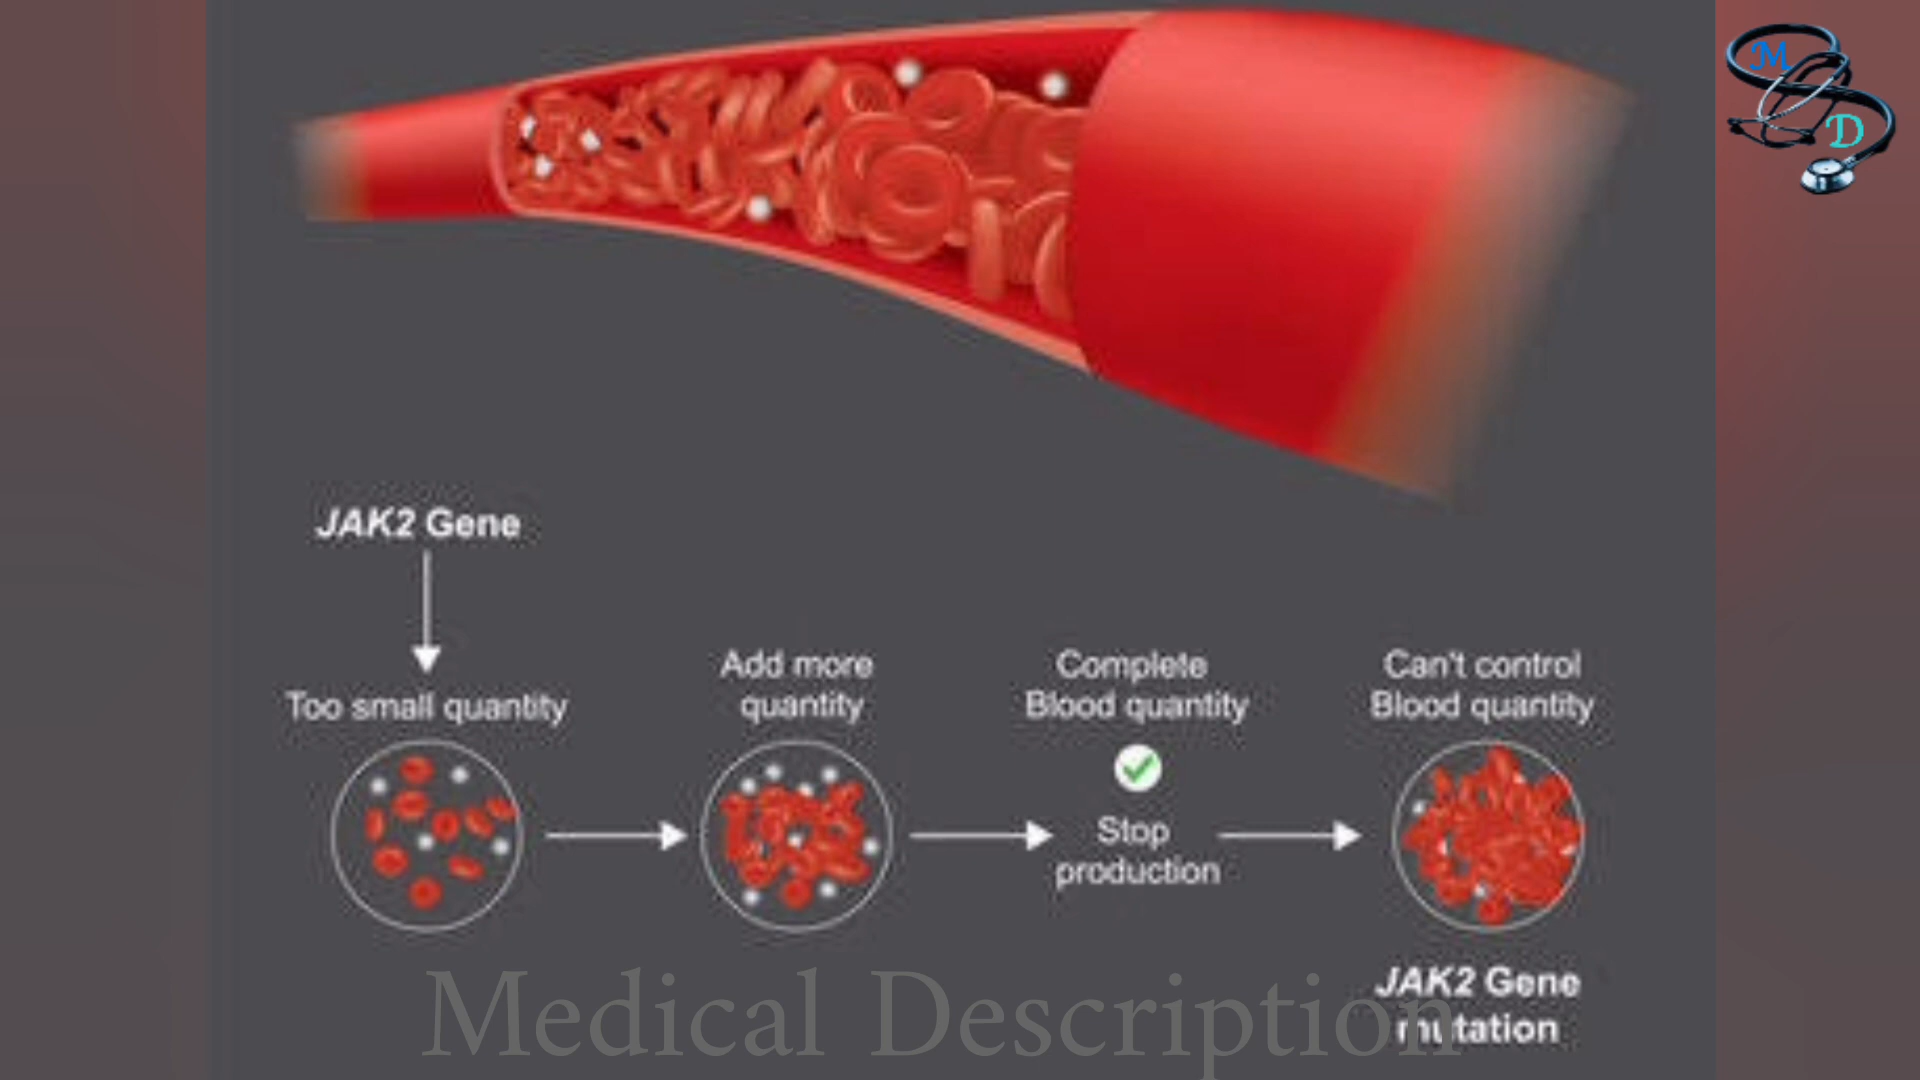 M
D
JAK2 Gene
Too small quantity
Add more
quantity
Complete
Blood quantity
Stop
production
Can't control
Blood quantity
JAK2 Gene
mutation
Medical Description